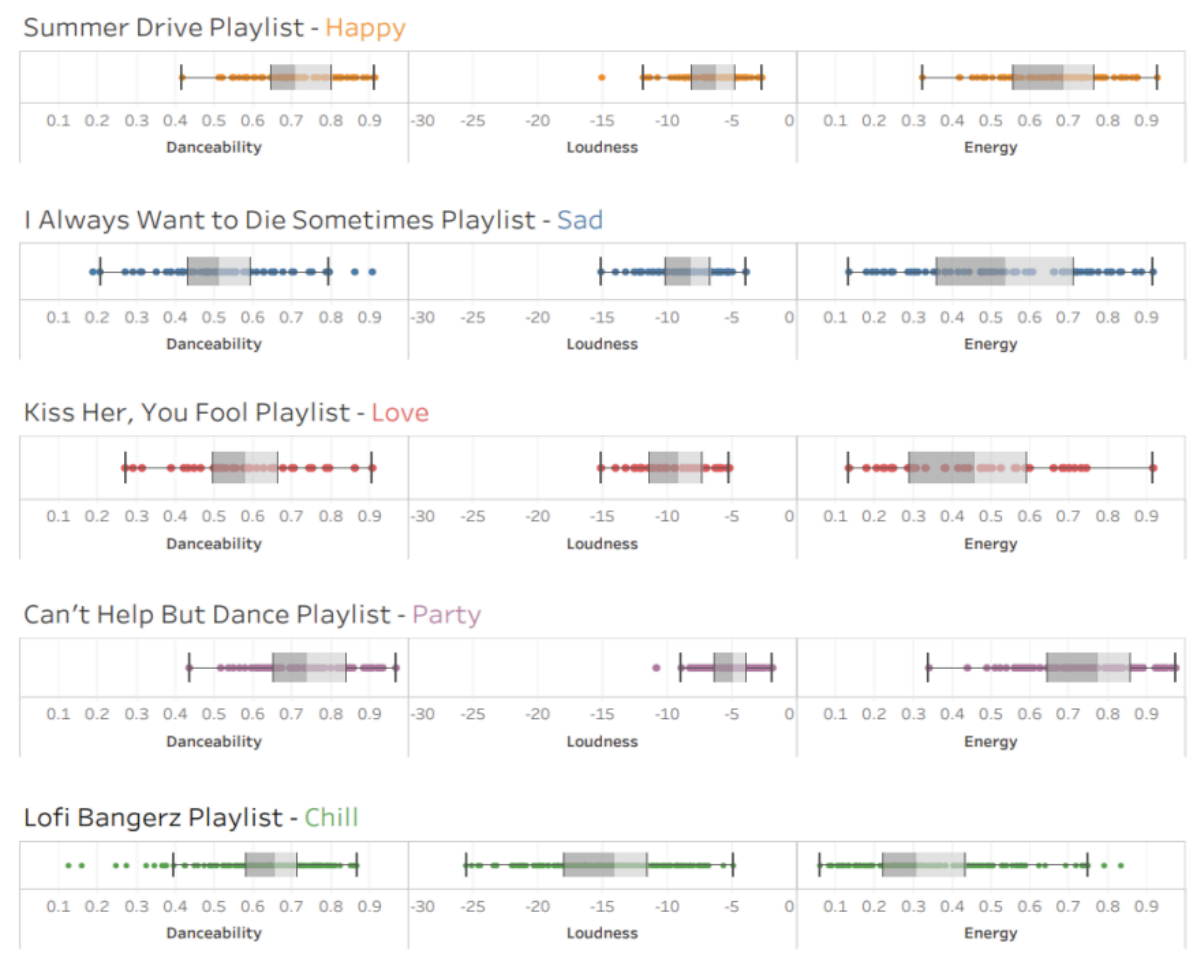 Summer Drive Playlist - Happy
0.1 0.2 0.3 0.4 0.5 0.6 0.7 0.8 0.9 -30 -25 -20 -15 -10 -5 0 0.1 0.2 0.3 0.4 0.5 0.6 0.7 0.8 0.9
Danceability Loudness Energy
I Always Want to Die Sometimes Playlist - Sad
0.1 0.2 0.3 0.4 0.5 0.6 0.7 0.8 0.9 -30 -25 -20 -15 -10 -5 0 0.1 0.2 0.3 0.4 0.5 0.6 0.7 0.8 0.9
Danceability Loudness Energy
Kiss Her, You Fool Playlist - Love
0.1 0.2 0.3 0.4 0.5 0.6 0.7 0.8 0.9 -30 -25 -20 -15 -10 -5 0 0.1 0.2 0.3 0.4 0.5 0.6 0.7 0.8 0.9
Danceability Loudness Energy
Can't Help But Dance Playlist - Party
0.1 0.2 0.3 0.4 0.5 0.6 0.7 0.8 0.9 -30 -25 -20 -15 -10 -5 0 0.1 0.2 0.3 0.4 0.5 0.6 0.7 0.8 0.9
Danceability Loudness Energy
Lofi Bangerz Playlist - Chill
0.1 0.2 0.3 0.4 0.5 0.6 0.7 0.8 0.9 -30 -25 -20 -15 -10 -5 0 0.1 0.2 0.3 0.4 0.5 0.6 0.7 0.8 0.9
Danceability Loudness Energy